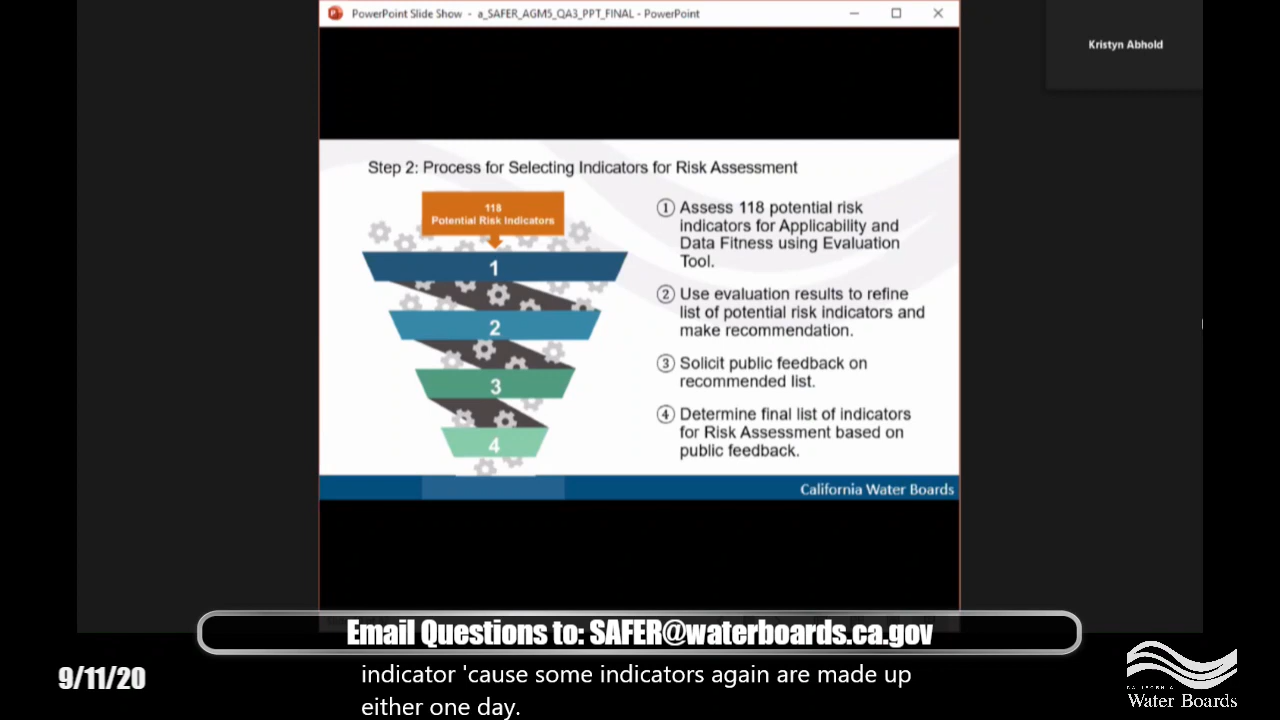 PowerPoint Slide Show - a_SAFER_AGM5_QA3_PPT_FINAL - PowerPoint
Kristyn Abhold
Step 2: Process for Selecting Indicators for Risk Assessment
118
Potential Risk Indicators
1
2
3
4
① Assess 118 potential risk
indicators for Applicability and
Data Fitness using Evaluation
Tool.
② Use evaluation results to refine
list of potential risk indicators and
make recommendation.
③ Solicit public feedback on
recommended list.
④ Determine final list of indicators
for Risk Assessment based on
public feedback.
California Water Boards
Email Questions to: SAFER@waterboards.ca.gov
9/11/20
indicator 'cause some indicators again are made up
either one day.
CALIFORNIA
Water Boards